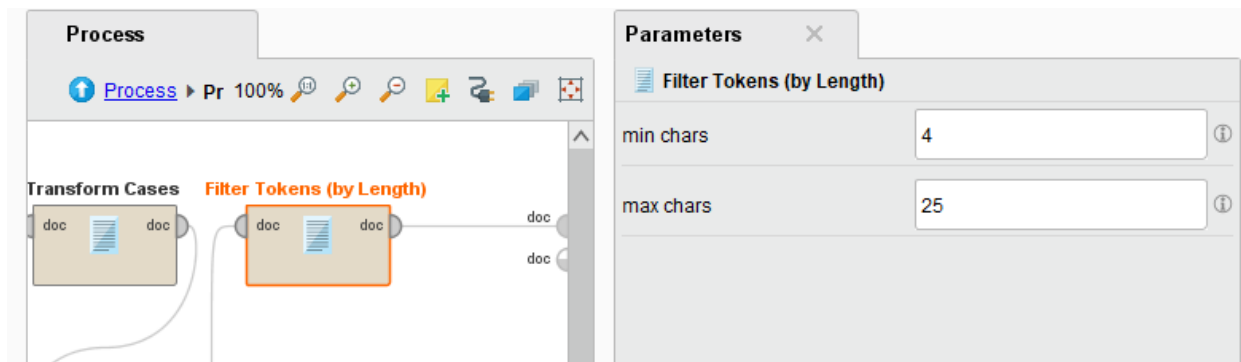 Process
Process Pr 100%
Transform Cases Filter Tokens (by Length)
doc doc doc doc doc
doc
Parameters
Filter Tokens (by Length)
min chars 4
max chars 25